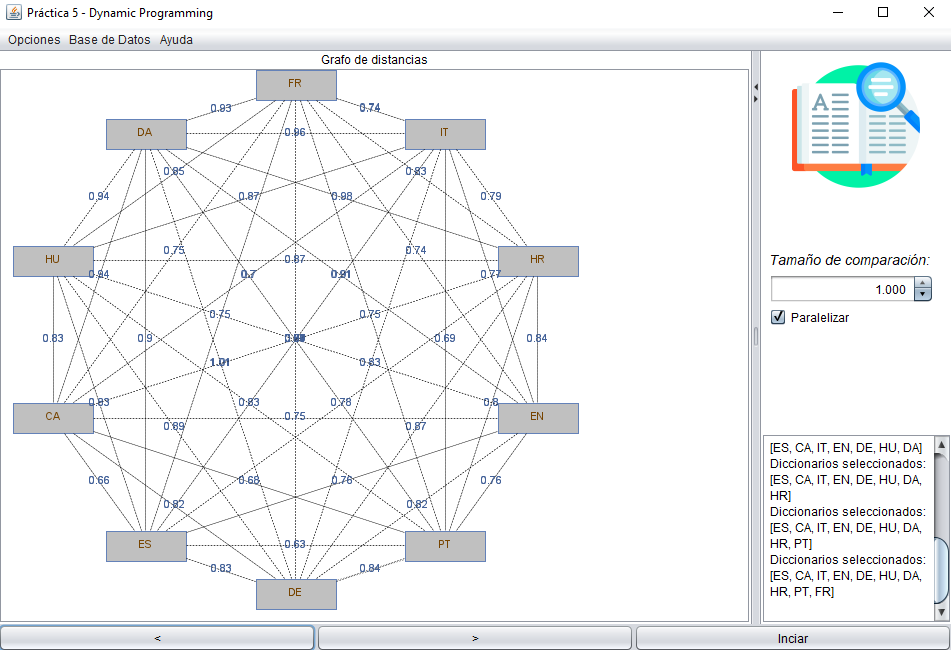 Práctica 5 - Dynamic Programming
Opciones Base de Datos Ayuda
Grafo de distancias
FR
0.93
0.74
DA
0.96
IT
0.85
0.83
0.94
0.87
0.98
0.79
0.75
0.74
HU
0.87
HR
0.94
0.7
0.91
0.77
0.75
0.75
0.83
0.9
0.69
0.84
1.01
0.83
0.93
0.83
0.78
0.8
CA
0.75
EN
0.89
0.87
0.66
0.68
0.76
0.76
0.82
0.82
ES
0.63
PT
0.83
0.84
DE
A
Tamaño de comparación:
1.000
Paralelizar
[ES, CA, IT, EN, DE, HU, DA]
Diccionarios seleccionados:
[ES, CA, IT, EN, DE, HU, DA,
HR]
Diccionarios seleccionados:
[ES, CA, IT, EN, DE, HU, DA,
HR, PT]
Diccionarios seleccionados:
[ES, CA, IT, EN, DE, HU, DA,
HR, PT, FR]
< > Inciar